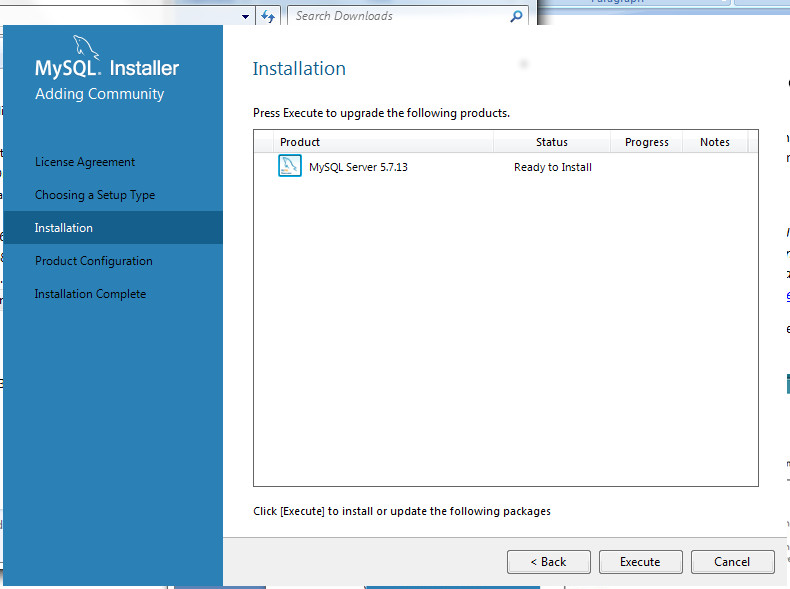 Paragraph
Search Downloads
MySQL. Installer
Adding Community
License Agreement
Choosing a Setup Type
Installation
Product Configuration
Installation Complete
Installation
Press Execute to upgrade the following products.
Product Status Progress Notes
MySQL Server 5.7.13 Ready to Install
Click [Execute] to install or update the following packages
< Back Execute Cancel